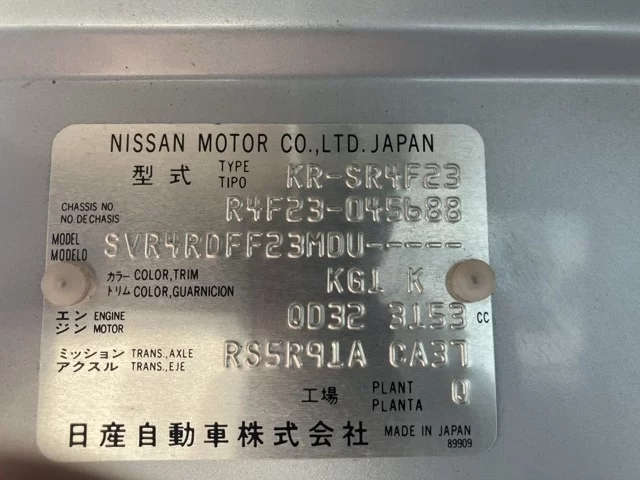 NISSAN MOTOR CO.,LTD. JAPAN
型式 TYPE TIPO KR-SR4F23
CHASSIS NO. NO. DE CHASIS R4F23-045688
MODEL MODELO SVR4RDFF23MDU-----
カラー COLOR,TRIM トリム COLOR,GUARNICION KG1 K
エンジン ENGINE MOTOR QD32 3153 CC
ミッション TRANS.,AXLE アクスル TRANS.,EJE RS5R91A CA37
工場 PLANT PLANTA Q
日産自動車株式会社 MADE IN JAPAN
89909